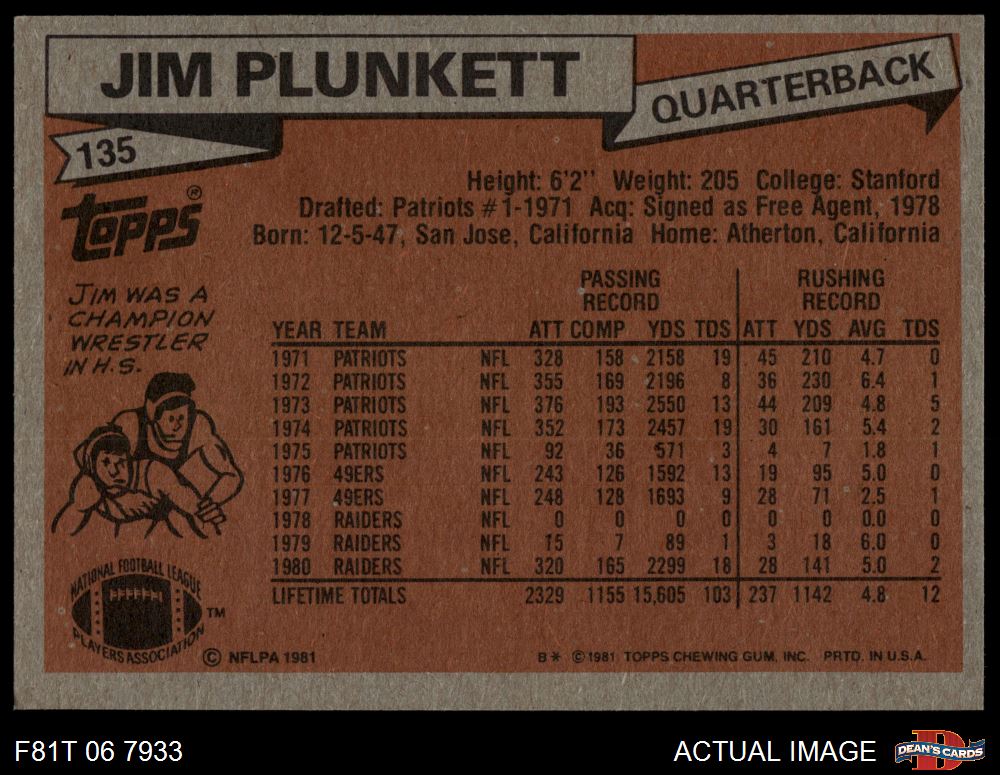 JIM PLUNKETT
QUARTERBACK
135
TOPPS®
Height: 6'2" Weight: 205 College: Stanford
Drafted: Patriots #1-1971 Acq: Signed as Free Agent, 1978
Born: 12-5-47, San Jose, California Home: Atherton, California
JIM WAS A
CHAMPION
WRESTLER
IN H.S.
PASSING RECORD RUSHING RECORD
YEAR TEAM ATT COMP YDS TDS ATT YDS AVG TDS
1971 PATRIOTS NFL 328 158 2158 19 45 210 4.7 0
1972 PATRIOTS NFL 355 169 2196 8 36 230 6.4 1
1973 PATRIOTS NFL 376 193 2550 13 44 209 4.8 5
1974 PATRIOTS NFL 352 173 2457 19 30 161 5.4 2
1975 PATRIOTS NFL 92 36 571 3 4 7 1.8 1
1976 49ERS NFL 243 126 1592 13 19 95 5.0 0
1977 49ERS NFL 248 128 1693 9 28 71 2.5 1
1978 RAIDERS NFL 0 0 0 0 0 0 0.0 0
1979 RAIDERS NFL 15 7 89 1 3 18 6.0 0
1980 RAIDERS NFL 320 165 2299 18 28 141 5.0 2
LIFETIME TOTALS 2329 1155 15,605 103 237 1142 4.8 12
NATIONAL FOOTBALL LEAGUE
PLAYERS ASSOCIATION
TM
© NFLPA 1981
B* © 1981 TOPPS CHEWING GUM, INC. PRTD. IN U.S.A.
F81T 06 7933
ACTUAL IMAGE
D
DEAN'S CARDS